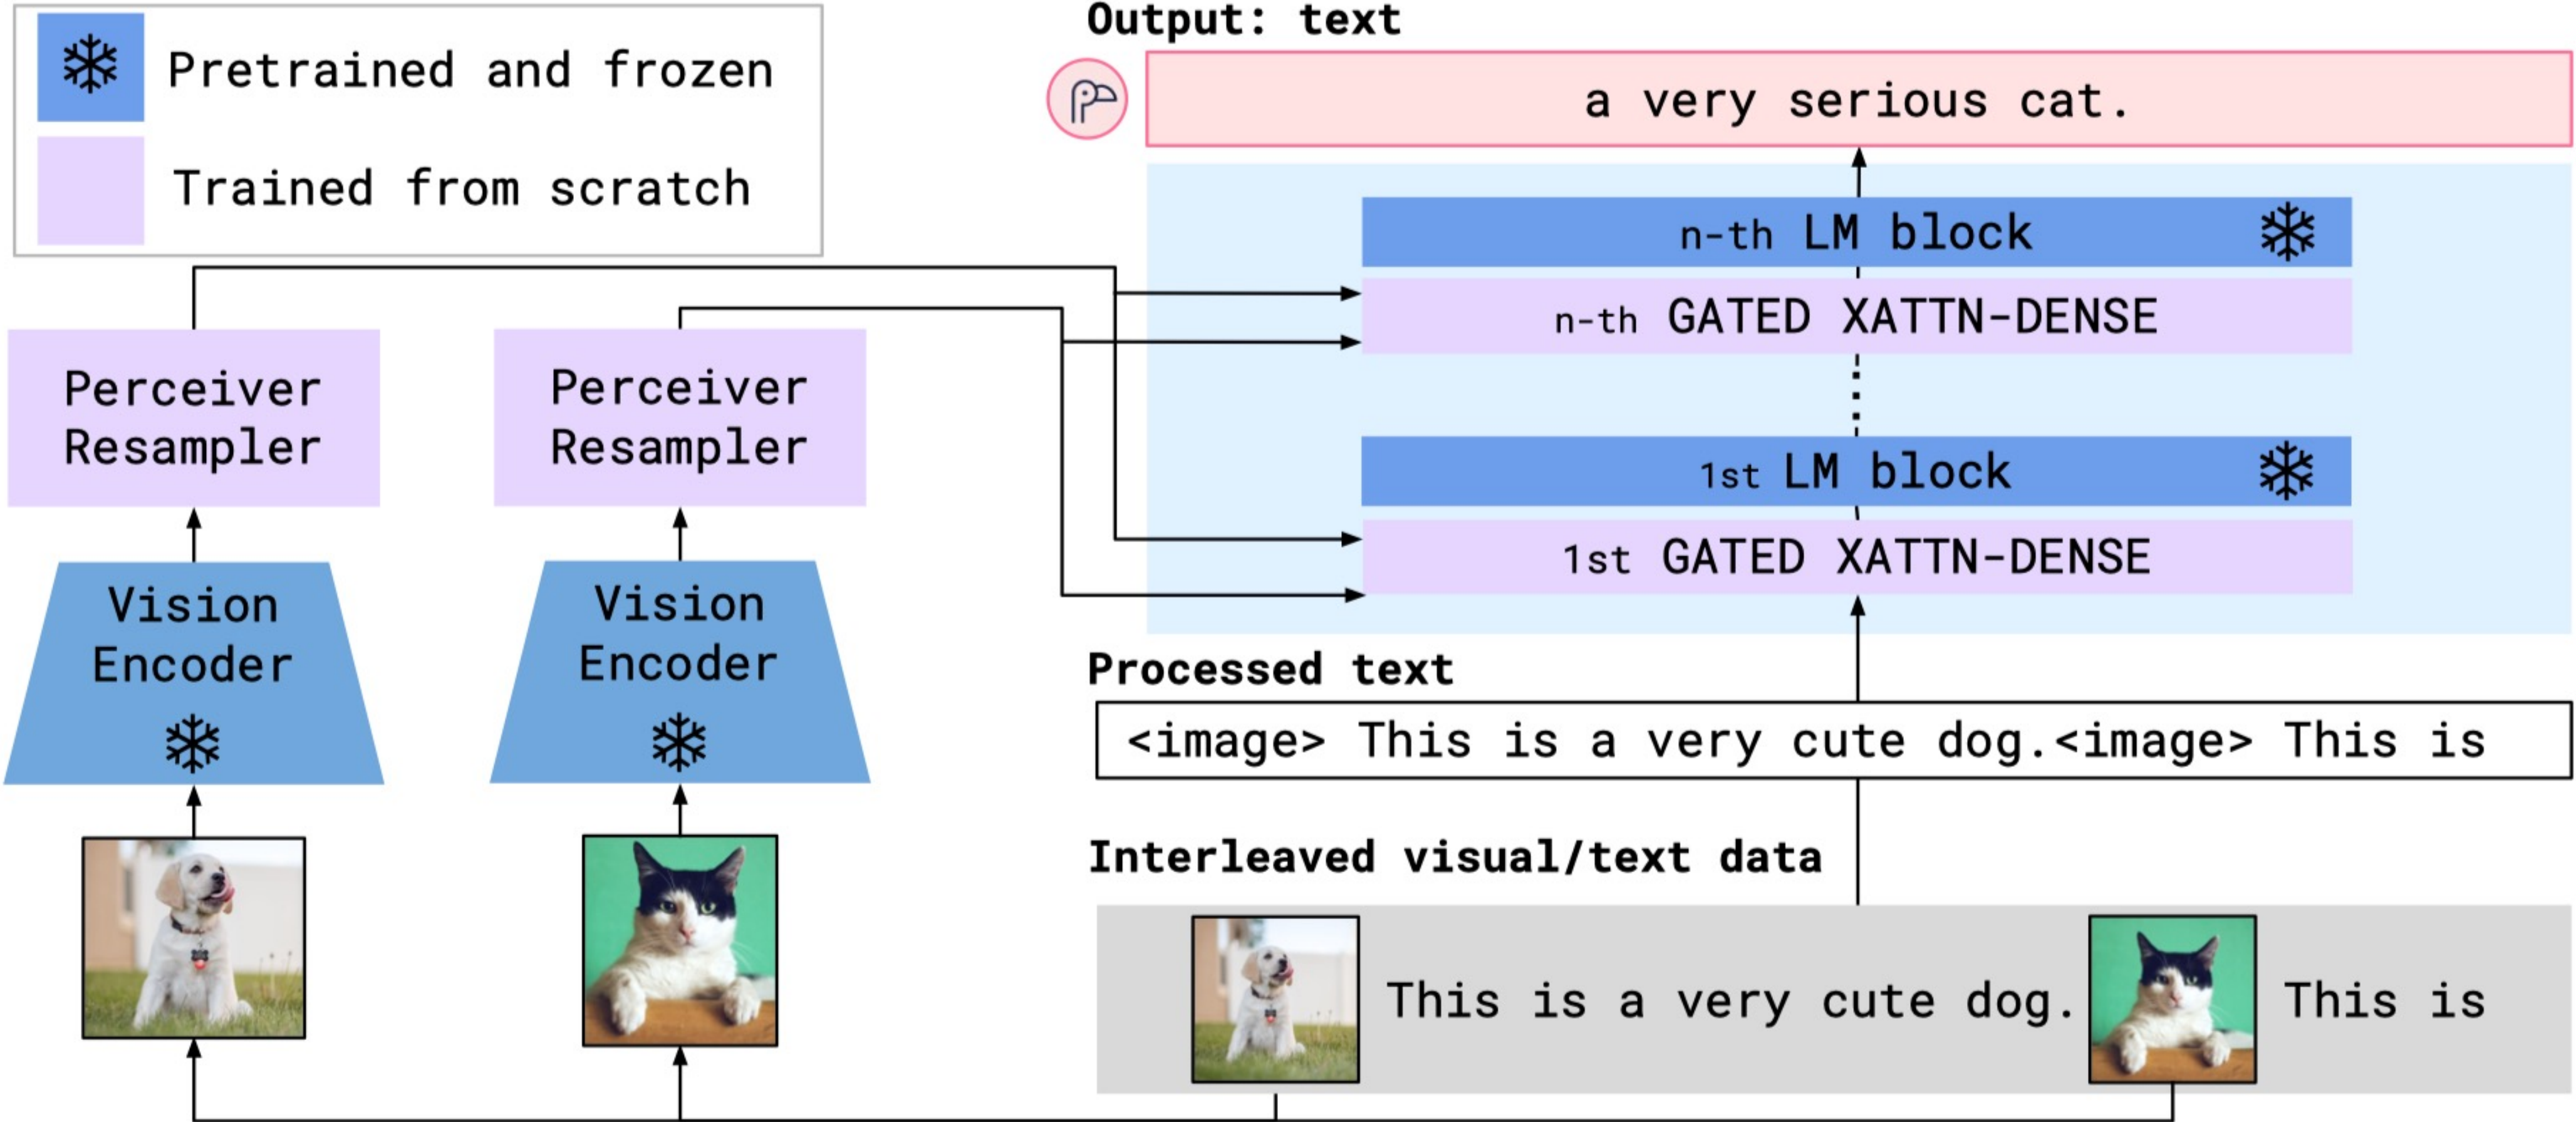 Pretrained and frozen
Trained from scratch
Output: text
a very serious cat.
n-th LM block
n-th GATED XATTN-DENSE
1st LM block
1st GATED XATTN-DENSE
Perceiver
Resampler
Perceiver
Resampler
Vision
Encoder
Vision
Encoder
Processed text
<image> This is a very cute dog.<image> This is
Interleaved visual/text data
This is a very cute dog.
This is